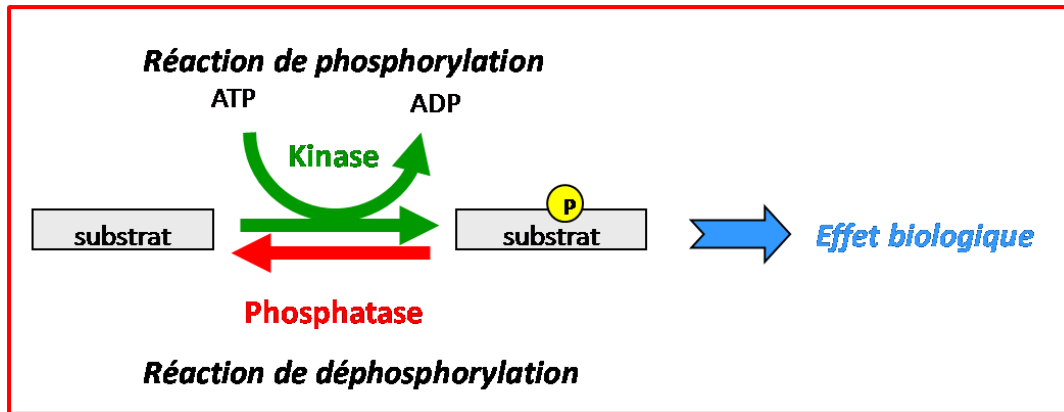 Réaction de phosphorylation
ATP
ADP
Kinase
substrat
P
substrat
Effet biologique
Phosphatase
Réaction de déphosphorylation